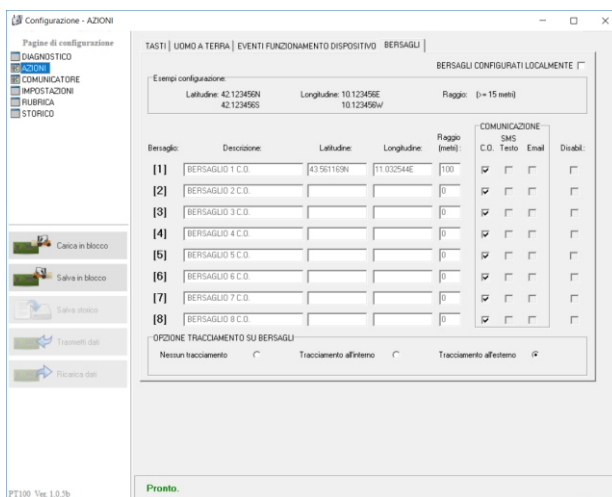 Configurazione - AZIONI
Pagine di configurazione
DIAGNOSTICO
AZIONI
COMUNICATORE
IMPOSTAZIONI
RUBRICA
STORICO
Carica in blocco
Salva in blocco
Salva storico
Trasmetti dati
Ricarica dati
PT100 Ver. 1.0.5b
TASTI | UOMO A TERRA | EVENTI FUNZIONAMENTO DISPOSITIVO | BERSAGLI
BERSAGLI CONFIGURATI LOCALMENTE
Esempi configurazione:
Latitudine: 42.123456N Longitudine: 10.123456E Raggio: (>= 15 metri)
42.123456S 10.123456W
COMUNICAZIONE
Raggio SMS
Bersaglio: Descrizione: Latitudine: Longitudine: (metri): C.O. Testo Email Disabil.:
[1] BERSAGLIO 1 C.O. 43.561169N 11.032544E 100
[2] BERSAGLIO 2 C.O. 0
[3] BERSAGLIO 3 C.O. 0
[4] BERSAGLIO 4 C.O. 0
[5] BERSAGLIO 5 C.O. 0
[6] BERSAGLIO 6 C.O. 0
[7] BERSAGLIO 7 C.O. 0
[8] BERSAGLIO 8 C.O. 0
OPZIONE TRACCIAMENTO SU BERSAGLI
Nessun tracciamento Tracciamento all'interno Tracciamento all'esterno
Pronto.